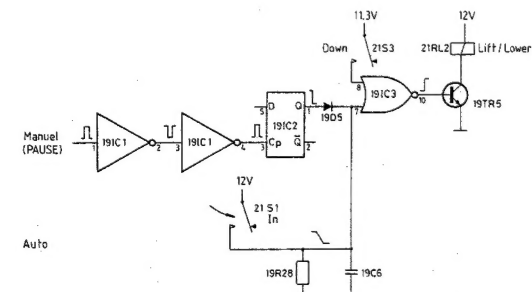 11.3V
12V
Down
21S3
21RL2
Lift/Lower
8
19IC3
10
7
19TR5
D
Q
5
1
19D5
19IC2
Manuel
(PAUSE)
1
19IC1
2
3
19IC1
4
3
Cp
Q̅
2
12V
21S1
In
Auto
19R28
19C6